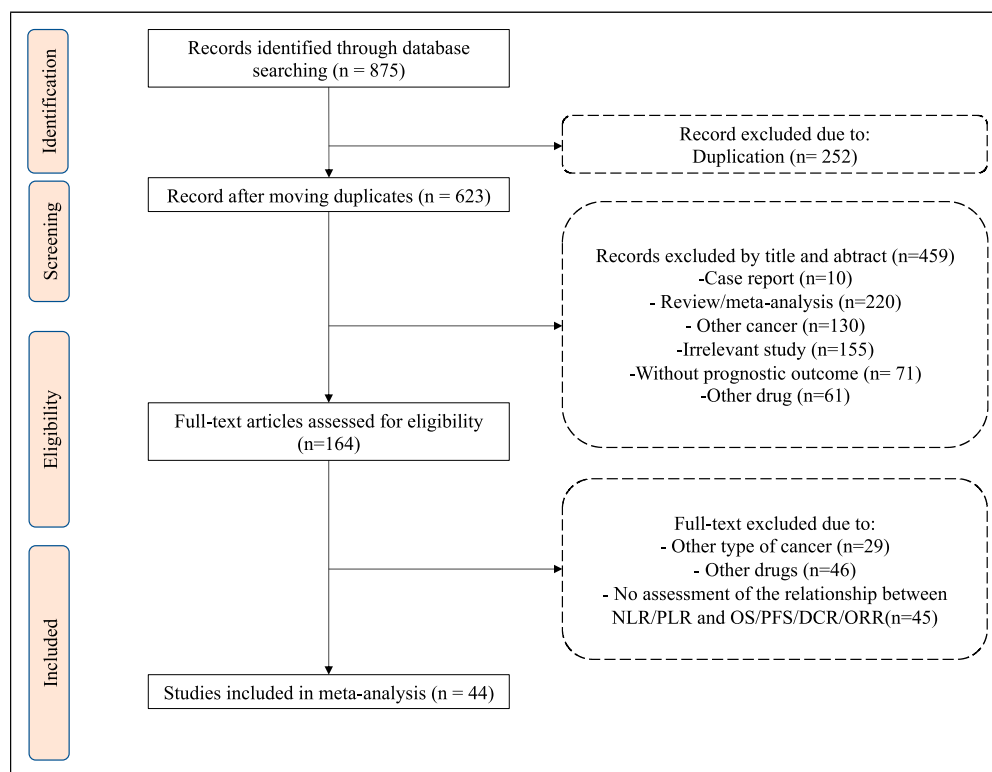 Identification
Records identified through database
searching (n = 875)
Record excluded due to:
Duplication (n= 252)
Screening
Record after moving duplicates (n = 623)
Records excluded by title and abtract (n=459)
-Case report (n=10)
- Review/meta-analysis (n=220)
- Other cancer (n=130)
-Irrelevant study (n=155)
-Without prognostic outcome (n= 71)
-Other drug (n=61)
Eligibility
Full-text articles assessed for eligibility
(n=164)
Full-text excluded due to:
- Other type of cancer (n=29)
- Other drugs (n=46)
- No assessment of the relationship between
NLR/PLR and OS/PFS/DCR/ORR(n=45)
Included
Studies included in meta-analysis (n = 44)